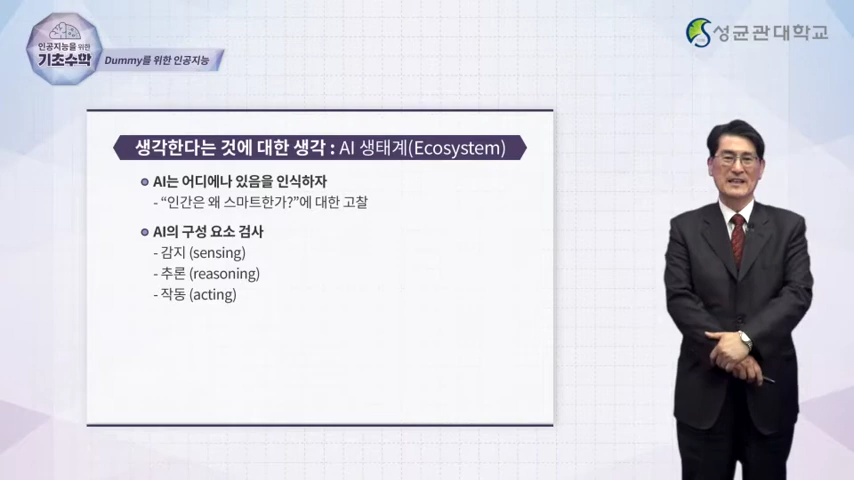 인공지능을 위한
기초수학
Dummy를 위한 인공지능
성균관대학교
생각한다는 것에 대한 생각 : AI 생태계(Ecosystem)
AI는 어디에나 있음을 인식하자
- “인간은 왜 스마트한가?”에 대한 고찰
AI의 구성 요소 검사
- 감지 (sensing)
- 추론 (reasoning)
- 작동 (acting)